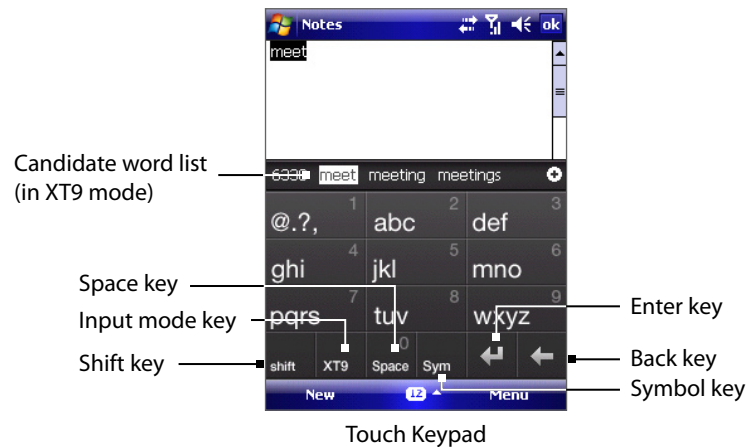 Notes
ok
meet
Candidate word list
(in XT9 mode)
6338 meet meeting meetings
1 2 3
@.?, abc def
4 5 6
ghi jkl mno
7 8 9
pqrs tuv wxyz
0
shift XT9 Space Sym
New 12 Menu
Space key
Input mode key
Shift key
Enter key
Back key
Symbol key
Touch Keypad